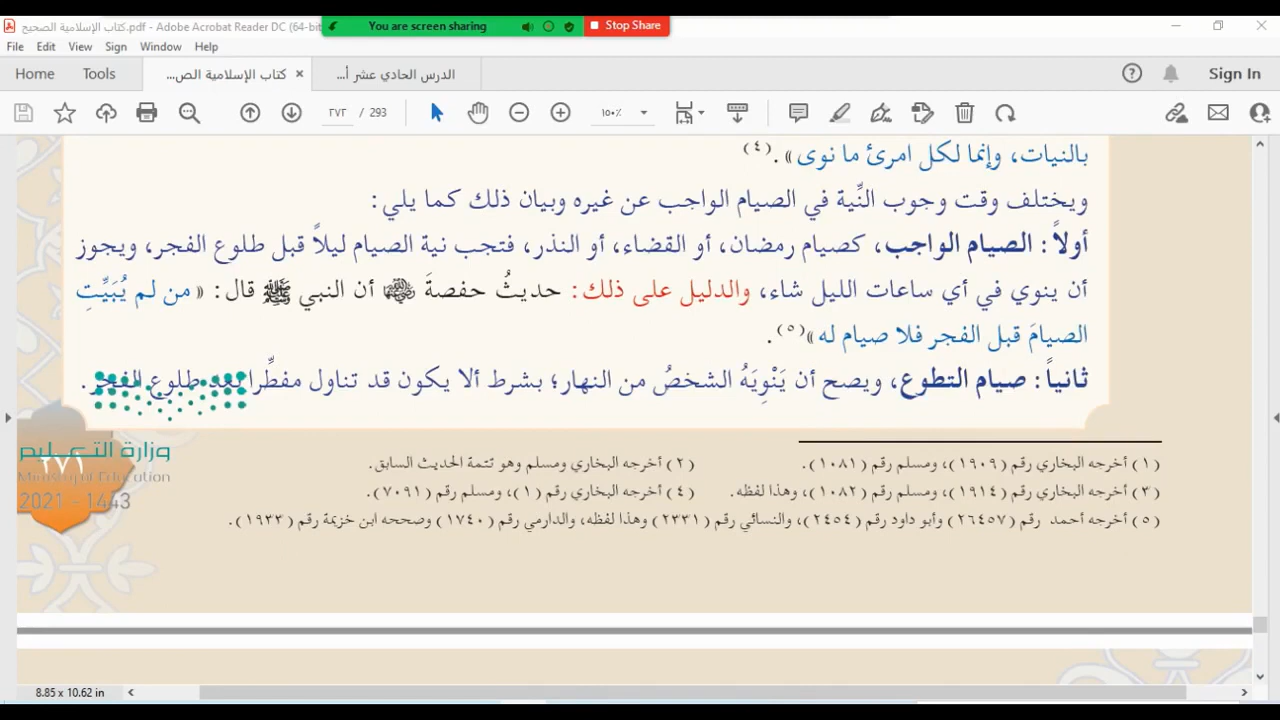 كتاب الإسلامية الصحيح.pdf - Adobe Acrobat Reader DC (64-bit
You are screen sharing
Stop Share
File Edit View Sign Window Help
Home Tools كتاب الإسلامية الص... × الدرس الحادي عشر أ... Sign In
٢٧٢ / 293 ١٥٠٪
بالنيات، وإنما لكل امرئ ما نوى» .(٤)
ويختلف وقت وجوب النِّية في الصيام الواجب عن غيره وبيان ذلك كما يلي :
أولاً : الصيام الواجب، كصيام رمضان، أو القضاء، أو النذر، فتجب نية الصيام ليلاً قبل طلوع الفجر، ويجوز
أن ينوي في أي ساعات الليل شاء، والدليل على ذلك : حديثُ حفصةَ رضي الله عنها أن النبي ﷺ قال : « من لم يُبَيِّتِ
الصيامَ قبل الفجر فلا صيام له»(٥).
ثانياً : صيام التطوع، ويصح أن يَنْوِيَهُ الشخصُ من النهار؛ بشرط ألا يكون قد تناول مفطِّرا بعد طلوع الفجر .
(١) أخرجه البخاري رقم (١٩٠٩)، ومسلم رقم (١٠٨١). (٢) أخرجه البخاري ومسلم وهو تتمة الحديث السابق.
(٣) أخرجه البخاري رقم (١٩١٤)، ومسلم رقم (١٠٨٢)، وهذا لفظه. (٤) أخرجه البخاري رقم (١)، ومسلم رقم (٧٠٩١).
(٥) أخرجه أحمد رقم (٢٦٤٥٧) وأبو داود رقم (٢٤٥٤)، والنسائي رقم (٢٣٣١) وهذا لفظه، والدارمي رقم (١٧٤٠) وصححه ابن خزيمة رقم (١٩٣٣).
وزارة التعليم
٢٧١
Ministry of Education
2021 - 1443
8.85 x 10.62 in